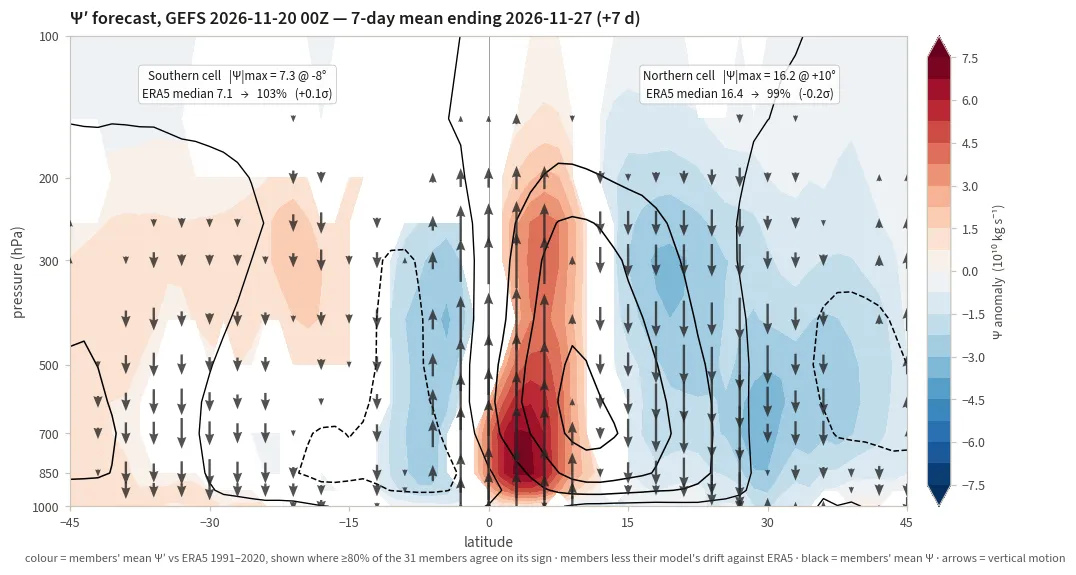 Ψ′ forecast, GEFS 2026-11-20 00Z — 7-day mean ending 2026-11-27 (+7 d)
Southern cell |Ψ|max = 7.3 @ -8°
ERA5 median 7.1 → 103% (+0.1σ)
Northern cell |Ψ|max = 16.2 @ +10°
ERA5 median 16.4 → 99% (-0.2σ)
pressure (hPa)
100
200
300
400
500
700
850
1000
−45
−30
−15
0
15
30
45
latitude
7.5
6.0
4.5
3.0
1.5
0.0
−1.5
−3.0
−4.5
−6.0
−7.5
Ψ anomaly (10¹⁰ kg s⁻¹)
colour = members' mean Ψ′ vs ERA5 1991–2020, shown where ≥80% of the 31 members agree on its sign · members less their model's drift against ERA5 · black = members' mean Ψ · arrows = vertical motion